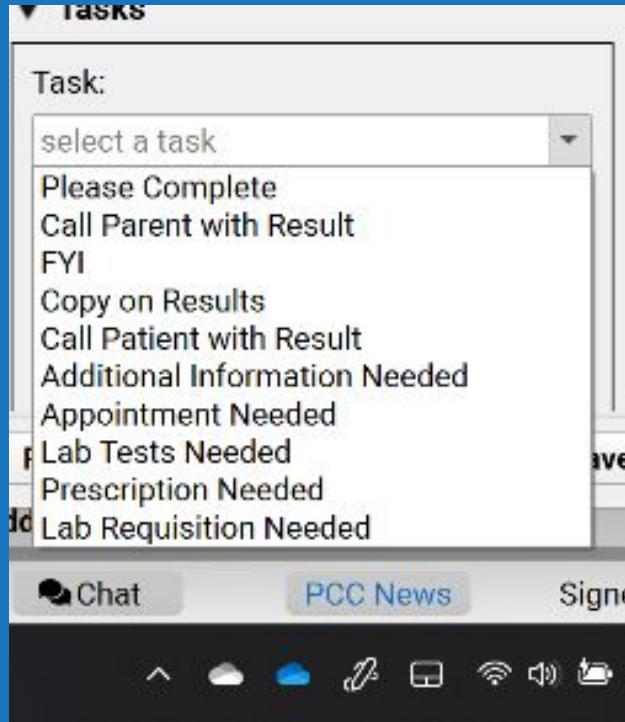 Tasks
Task:
select a task
Please Complete
Call Parent with Result
FYI
Copy on Results
Call Patient with Result
Additional Information Needed
Appointment Needed
Lab Tests Needed
Prescription Needed
Lab Requisition Needed
Chat PCC News